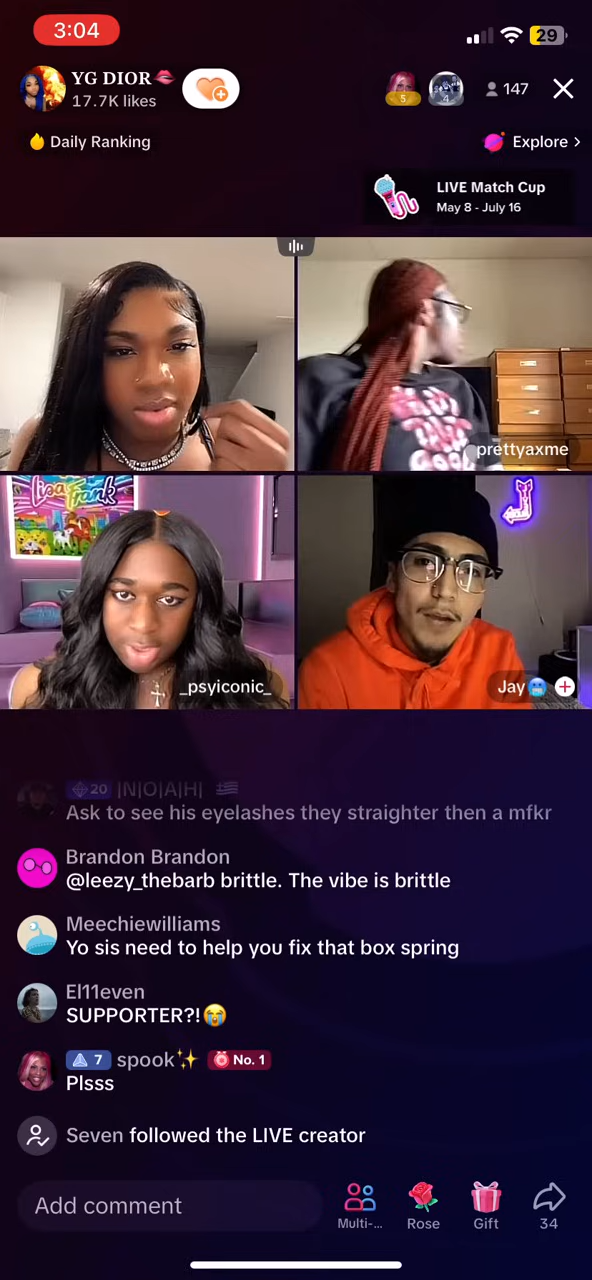 3:04
29
YG DIOR💋
17.7K likes
5
4
147
Daily Ranking
Explore >
LIVE Match Cup
May 8 - July 16
prettyaxme
Lisa Frank
_psyiconic_
Jay🥶
20 |N|O|A|H| 🇬🇷
Ask to see his eyelashes they straighter then a mfkr
Brandon Brandon
@leezy_thebarb brittle. The vibe is brittle
Meechiewilliams
Yo sis need to help you fix that box spring
El11even
SUPPORTER?!😭
7 spook✨ No. 1
Plsss
Seven followed the LIVE creator
Add comment
Multi-...
Rose
Gift
34